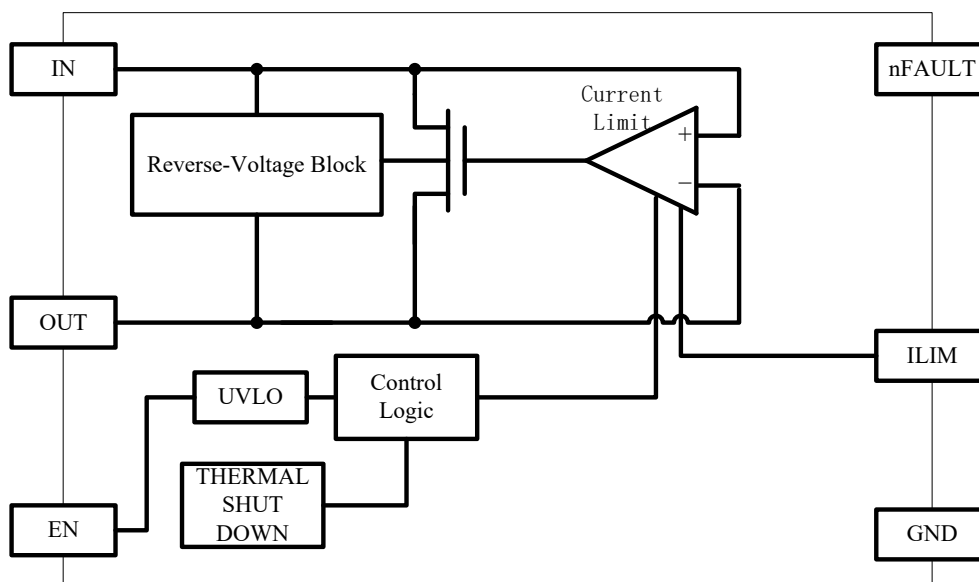 IN
nFAULT
Current
Limit
+
Reverse-Voltage Block
−
OUT
ILIM
Control
Logic
UVLO
THERMAL
SHUT
DOWN
EN
GND